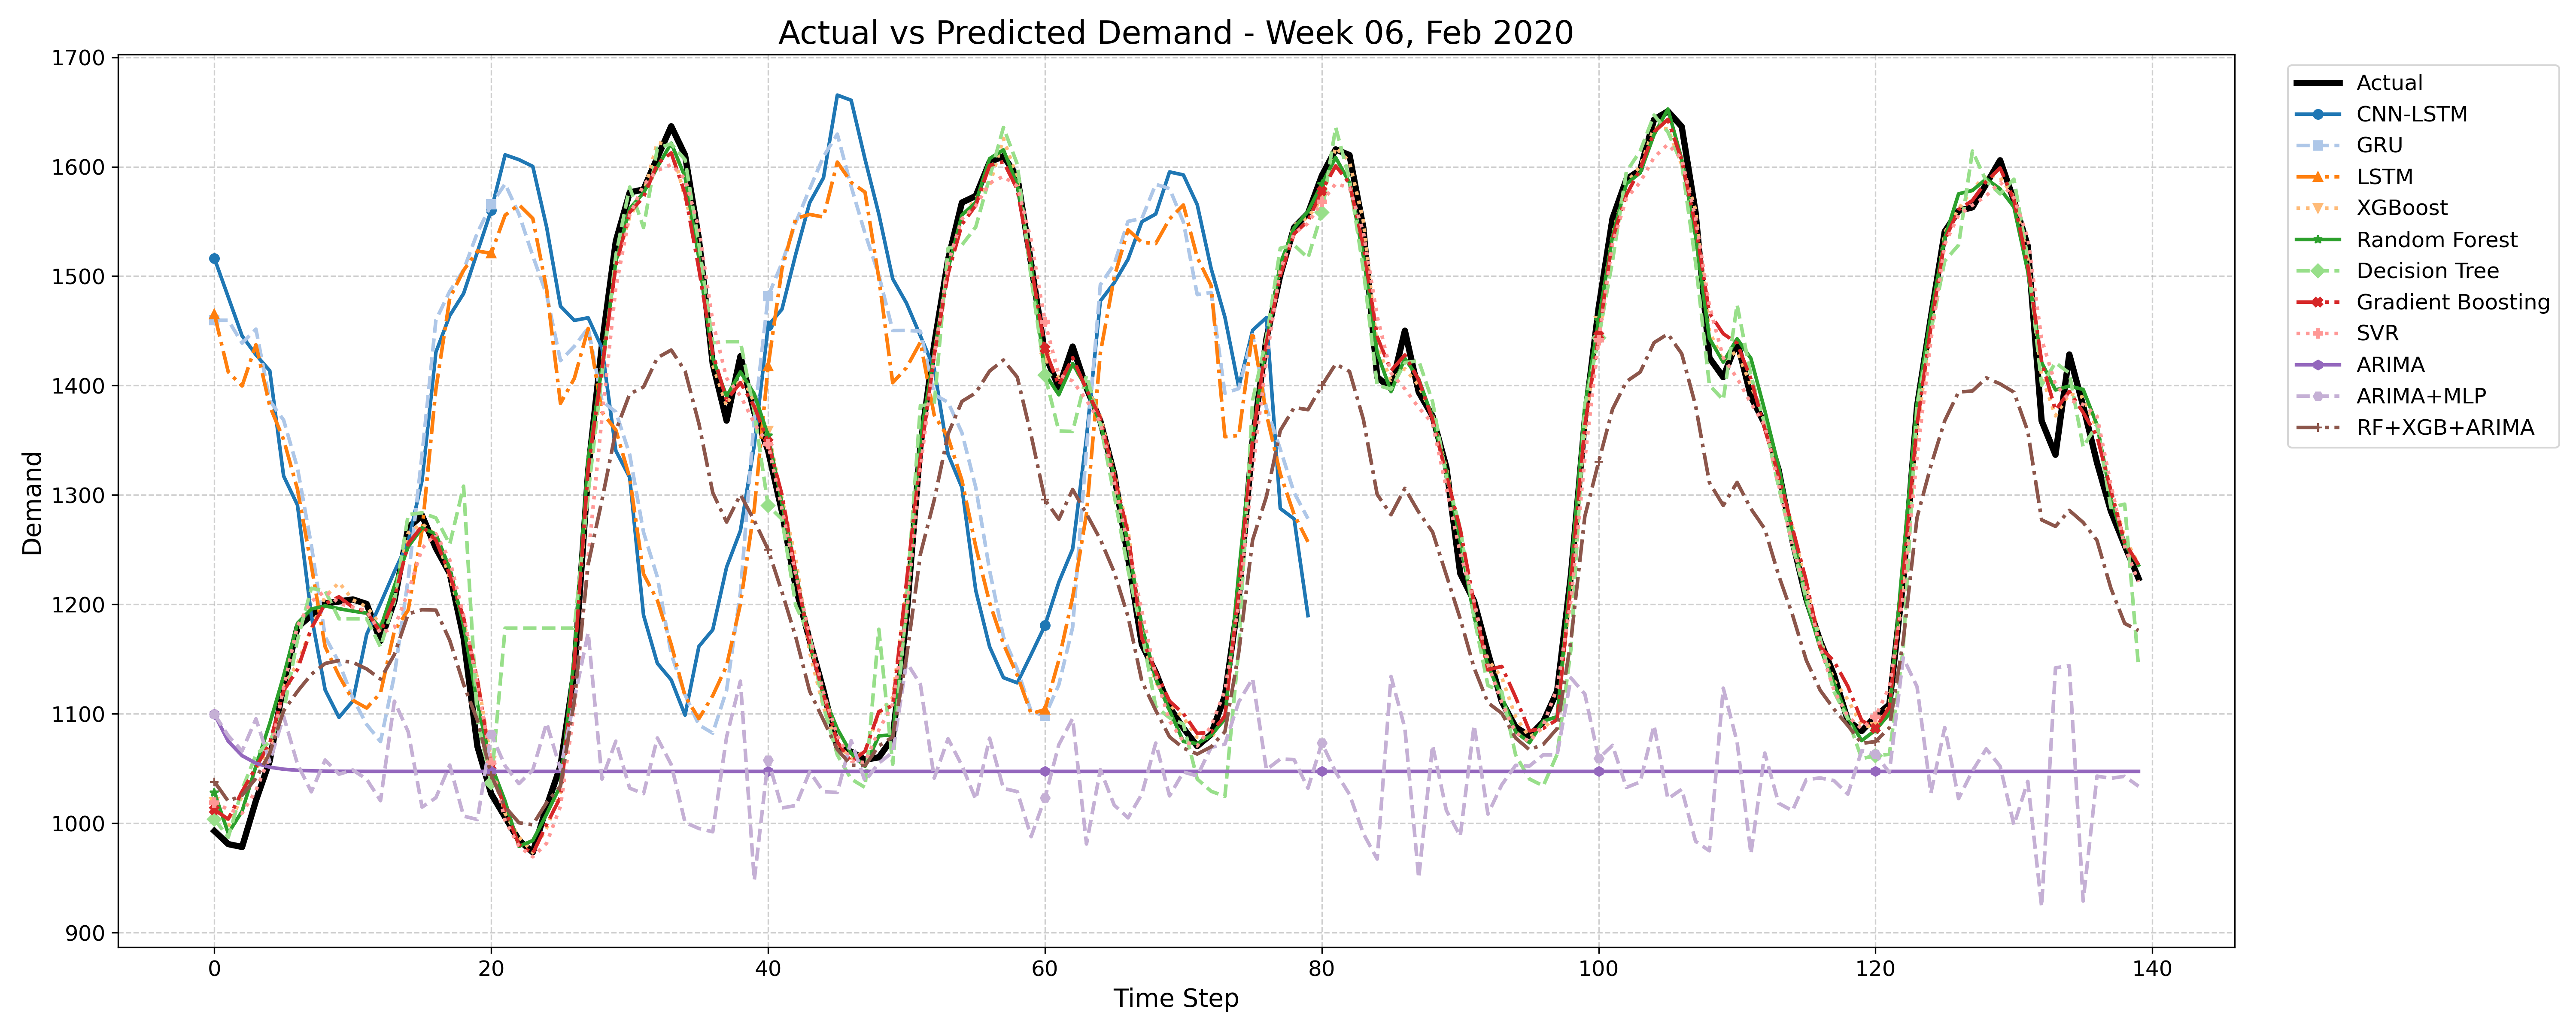 Actual vs Predicted Demand - Week 06, Feb 2020
Demand
1700
1600
1500
1400
1300
1200
1100
1000
900
0
20
40
60
80
100
120
140
Time Step
Actual
CNN-LSTM
GRU
LSTM
XGBoost
Random Forest
Decision Tree
Gradient Boosting
SVR
ARIMA
ARIMA+MLP
RF+XGB+ARIMA